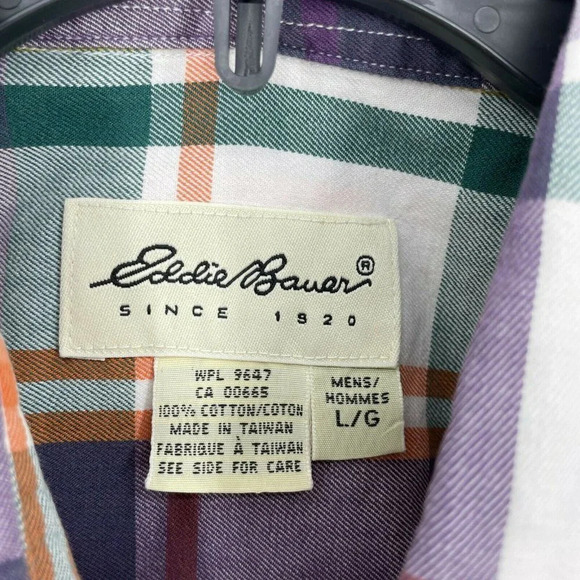 Eddie Bauer®
SINCE 1920
WPL 9647
CA 00665
100% COTTON/COTON
MADE IN TAIWAN
FABRIQUÉ À TAIWAN
SEE SIDE FOR CARE
MENS/
HOMMES
L/G